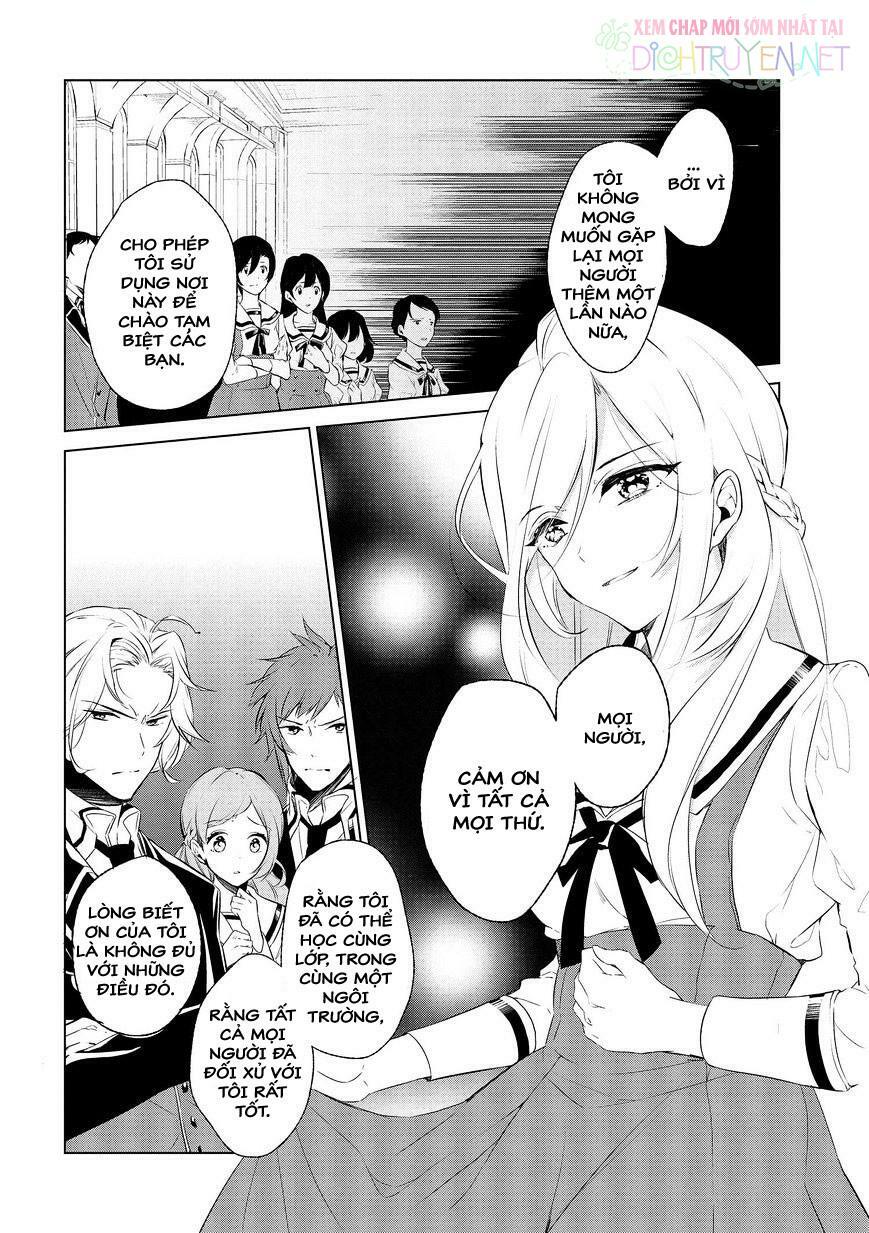 XEM CHAP MỚI SỚM NHẤT TẠI
DICHTRUYEN.NET
...
BỞI VÌ
TÔI
KHÔNG
MONG
MUỐN GẶP
LẠI MỌI
NGƯỜI
THÊM MỘT
LẦN NÀO
NỮA,
CHO PHÉP
TÔI SỬ
DỤNG NƠI
NÀY ĐỂ
CHÀO TẠM
BIỆT CÁC
BẠN.
MỌI
NGƯỜI,
CẢM ƠN
VÌ TẤT CẢ
MỌI THỨ.
RẰNG TÔI
ĐÃ CÓ THỂ
HỌC CÙNG
LỚP, TRONG
CÙNG MỘT
NGÔI
TRƯỜNG,
RẰNG TẤT
CẢ MỌI
NGƯỜI ĐÃ
ĐỐI XỬ VỚI
TÔI RẤT
TỐT.
LÒNG BIẾT
ƠN CỦA TÔI
LÀ KHÔNG ĐỦ
VỚI NHỮNG
ĐIỀU ĐÓ.